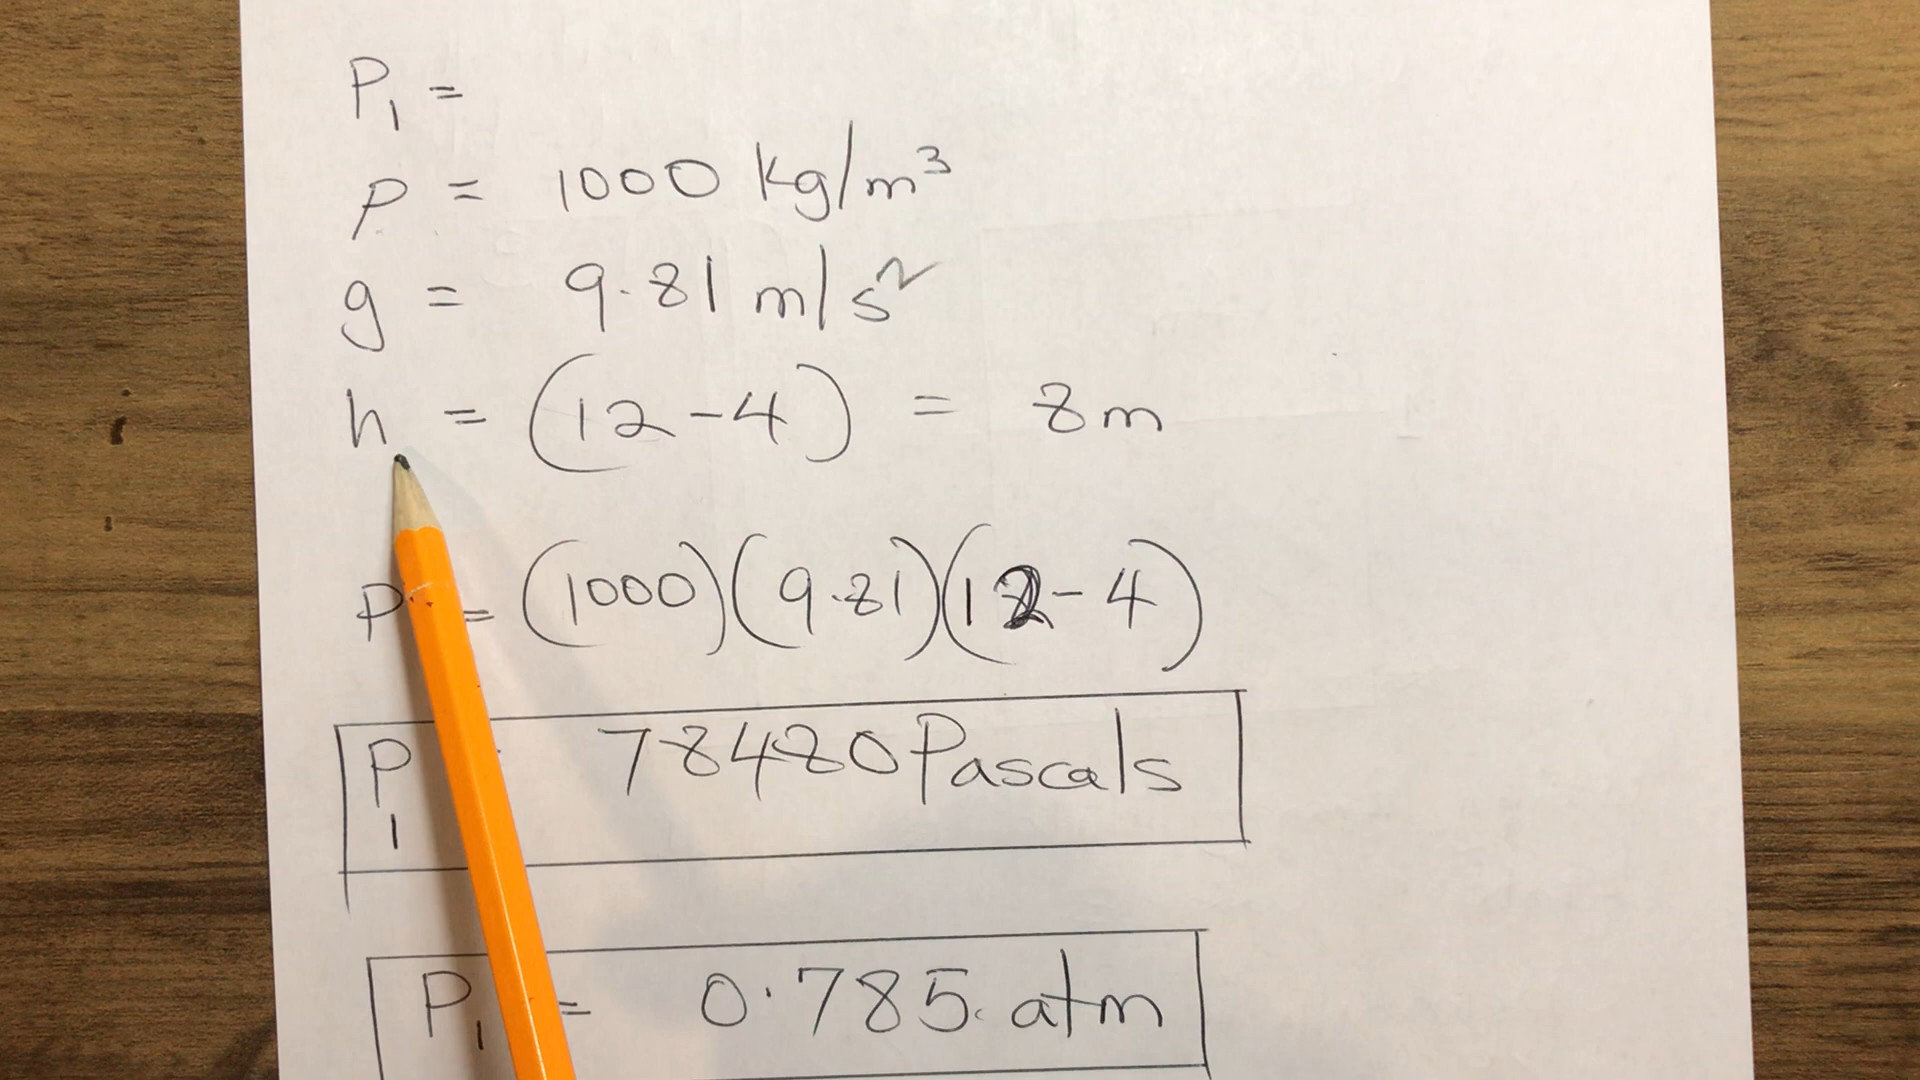 P₁ =
ρ = 1000 kg/m³
g = 9.81 m/s²
h = (12-4) = 8m
P = (1000)(9.81)(12-4)
P₁ 78480 Pascals
P₁ = 0.785 atm